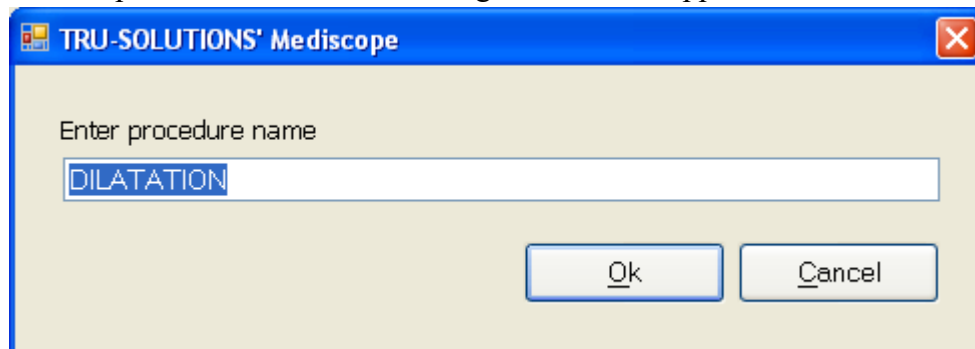 TRU-SOLUTIONS' Mediscope
Enter procedure name
DILATATION
Ok Cancel